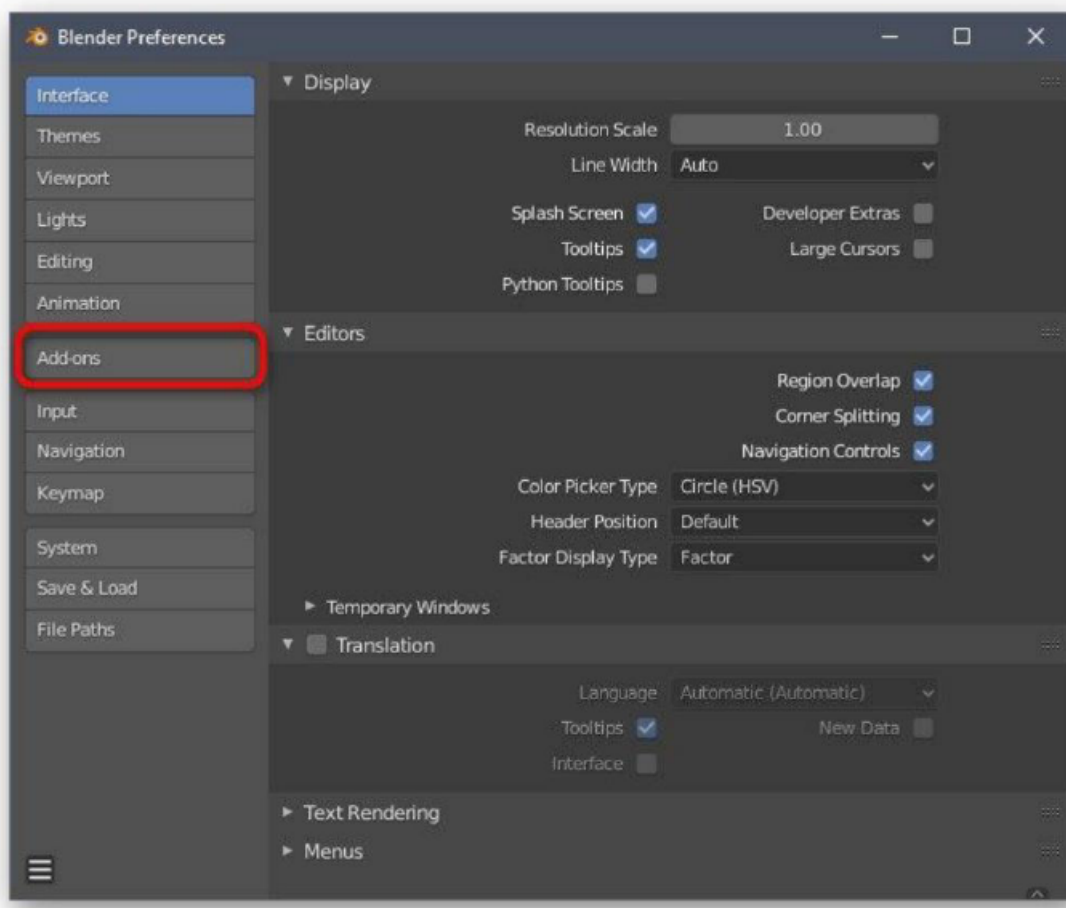 Blender Preferences
Interface
Themes
Viewport
Lights
Editing
Animation
Add-ons
Input
Navigation
Keymap
System
Save & Load
File Paths
Display
Resolution Scale 1.00
Line Width Auto
Splash Screen Developer Extras
Tooltips Large Cursors
Python Tooltips
Editors
Region Overlap
Corner Splitting
Navigation Controls
Color Picker Type Circle (HSV)
Header Position Default
Factor Display Type Factor
Temporary Windows
Translation
Language Automatic (Automatic)
Tooltips New Data
Interface
Text Rendering
Menus